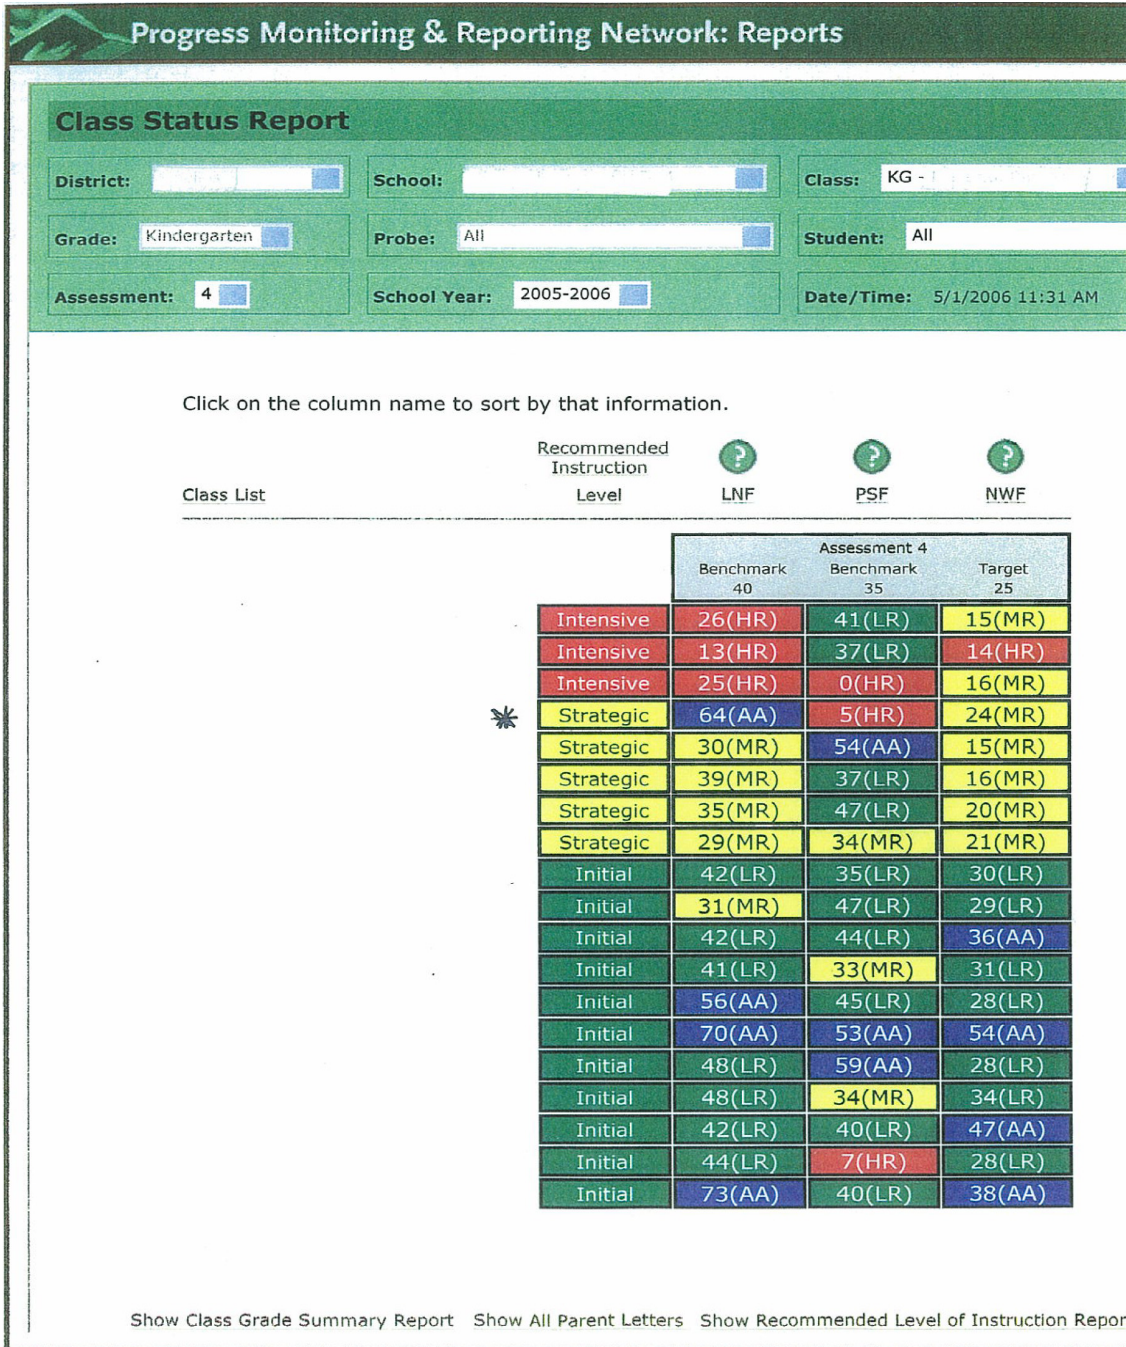 Progress Monitoring & Reporting Network: Reports
Class Status Report
District: School: Class: KG -
Grade: Kindergarten Probe: All Student: All
Assessment: 4 School Year: 2005-2006 Date/Time: 5/1/2006 11:31 AM
Click on the column name to sort by that information.
Recommended ? ? ?
Instruction
Class List Level LNF PSF NWF
Assessment 4
Benchmark Benchmark Target
40 35 25
Intensive 26(HR) 41(LR) 15(MR)
Intensive 13(HR) 37(LR) 14(HR)
Intensive 25(HR) 0(HR) 16(MR)
* Strategic 64(AA) 5(HR) 24(MR)
Strategic 30(MR) 54(AA) 15(MR)
Strategic 39(MR) 37(LR) 16(MR)
Strategic 35(MR) 47(LR) 20(MR)
Strategic 29(MR) 34(MR) 21(MR)
Initial 42(LR) 35(LR) 30(LR)
Initial 31(MR) 47(LR) 29(LR)
Initial 42(LR) 44(LR) 36(AA)
Initial 41(LR) 33(MR) 31(LR)
Initial 56(AA) 45(LR) 28(LR)
Initial 70(AA) 53(AA) 54(AA)
Initial 48(LR) 59(AA) 28(LR)
Initial 48(LR) 34(MR) 34(LR)
Initial 42(LR) 40(LR) 47(AA)
Initial 44(LR) 7(HR) 28(LR)
Initial 73(AA) 40(LR) 38(AA)
Show Class Grade Summary Report Show All Parent Letters Show Recommended Level of Instruction Repor